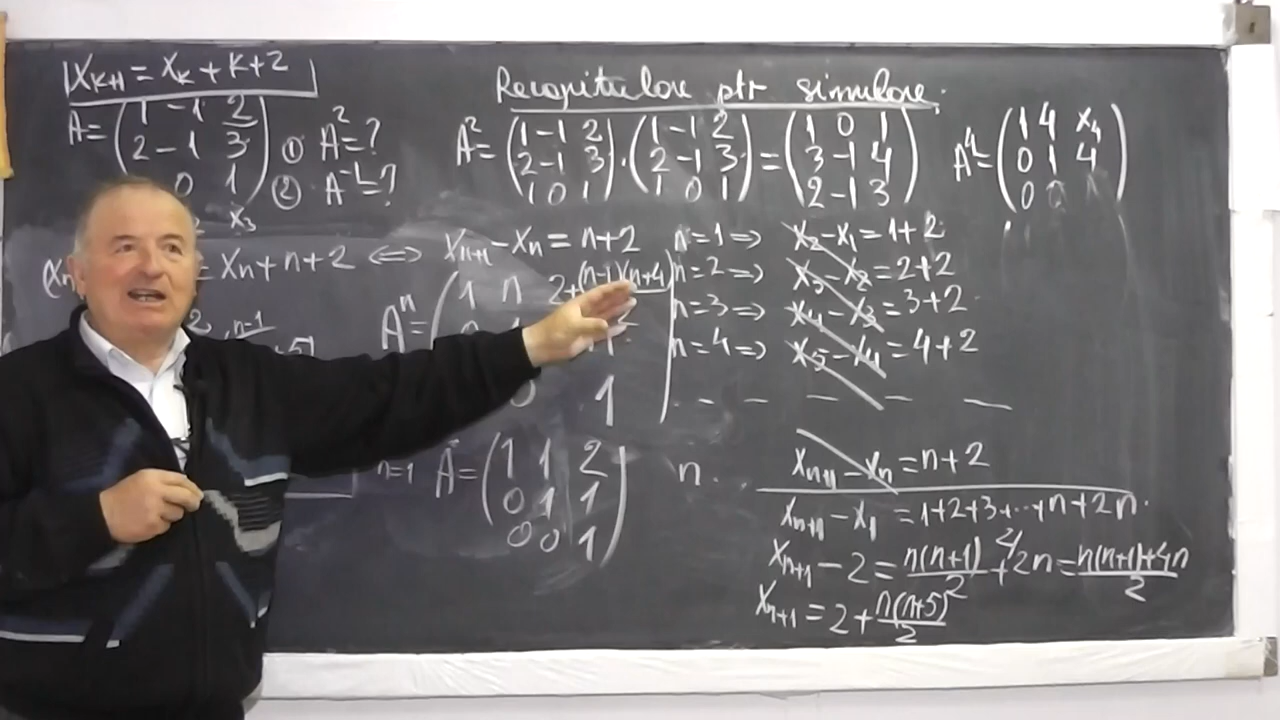 x_{k+1} = x_k + k + 2
Recapitulare ptr simulare.
A = (1 -1 2
2 -1 3
0 1)
① A² = ?
② A⁻¹ = ?
A² = (1 -1 2
2 -1 3
1 0 1) · (1 -1 2
2 -1 3
1 0 1) = (1 0 1
3 -1 4
2 -1 3)
A⁴ = (1 4 x₄
0 1 4
0 0 1)
x₃
= x_n + n + 2 ⇔ x_{n+1} - x_n = n + 2
Aⁿ = (1 n 2+(n-1)(n+4)
0
1)
n=1 A = (1 1 2
0 1 1
0 0 1)
n=1 ⇒ x₂ - x₁ = 1+2
n=2 ⇒ x₃ - x₂ = 2+2
n=3 ⇒ x₄ - x₃ = 3+2
n=4 ⇒ x₅ - x₄ = 4+2
- - - - -
n x_{n+1} - x_n = n+2
x_{n+1} - x₁ = 1+2+3+...+n+2n.
x_{n+1} - 2 = n(n+1)/2 + 2n = n(n+1)+4n/2
x_{n+1} = 2 + n(n+5)/2